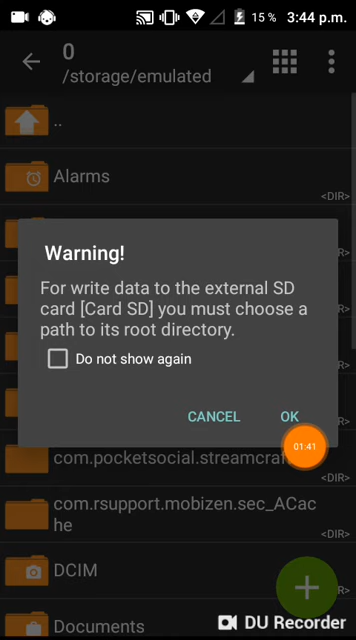 15 % 3:44 p.m.
0
/storage/emulated
..
Alarms
<DIR>
Warning!
For write data to the external SD
card [Card SD] you must choose a
path to its root directory.
Do not show again
CANCEL OK
01:41
com.pocketsocial.streamcraft
com.rsupport.mobizen.sec_ACac
he
<DIR>
DCIM
Documents
DU Recorder